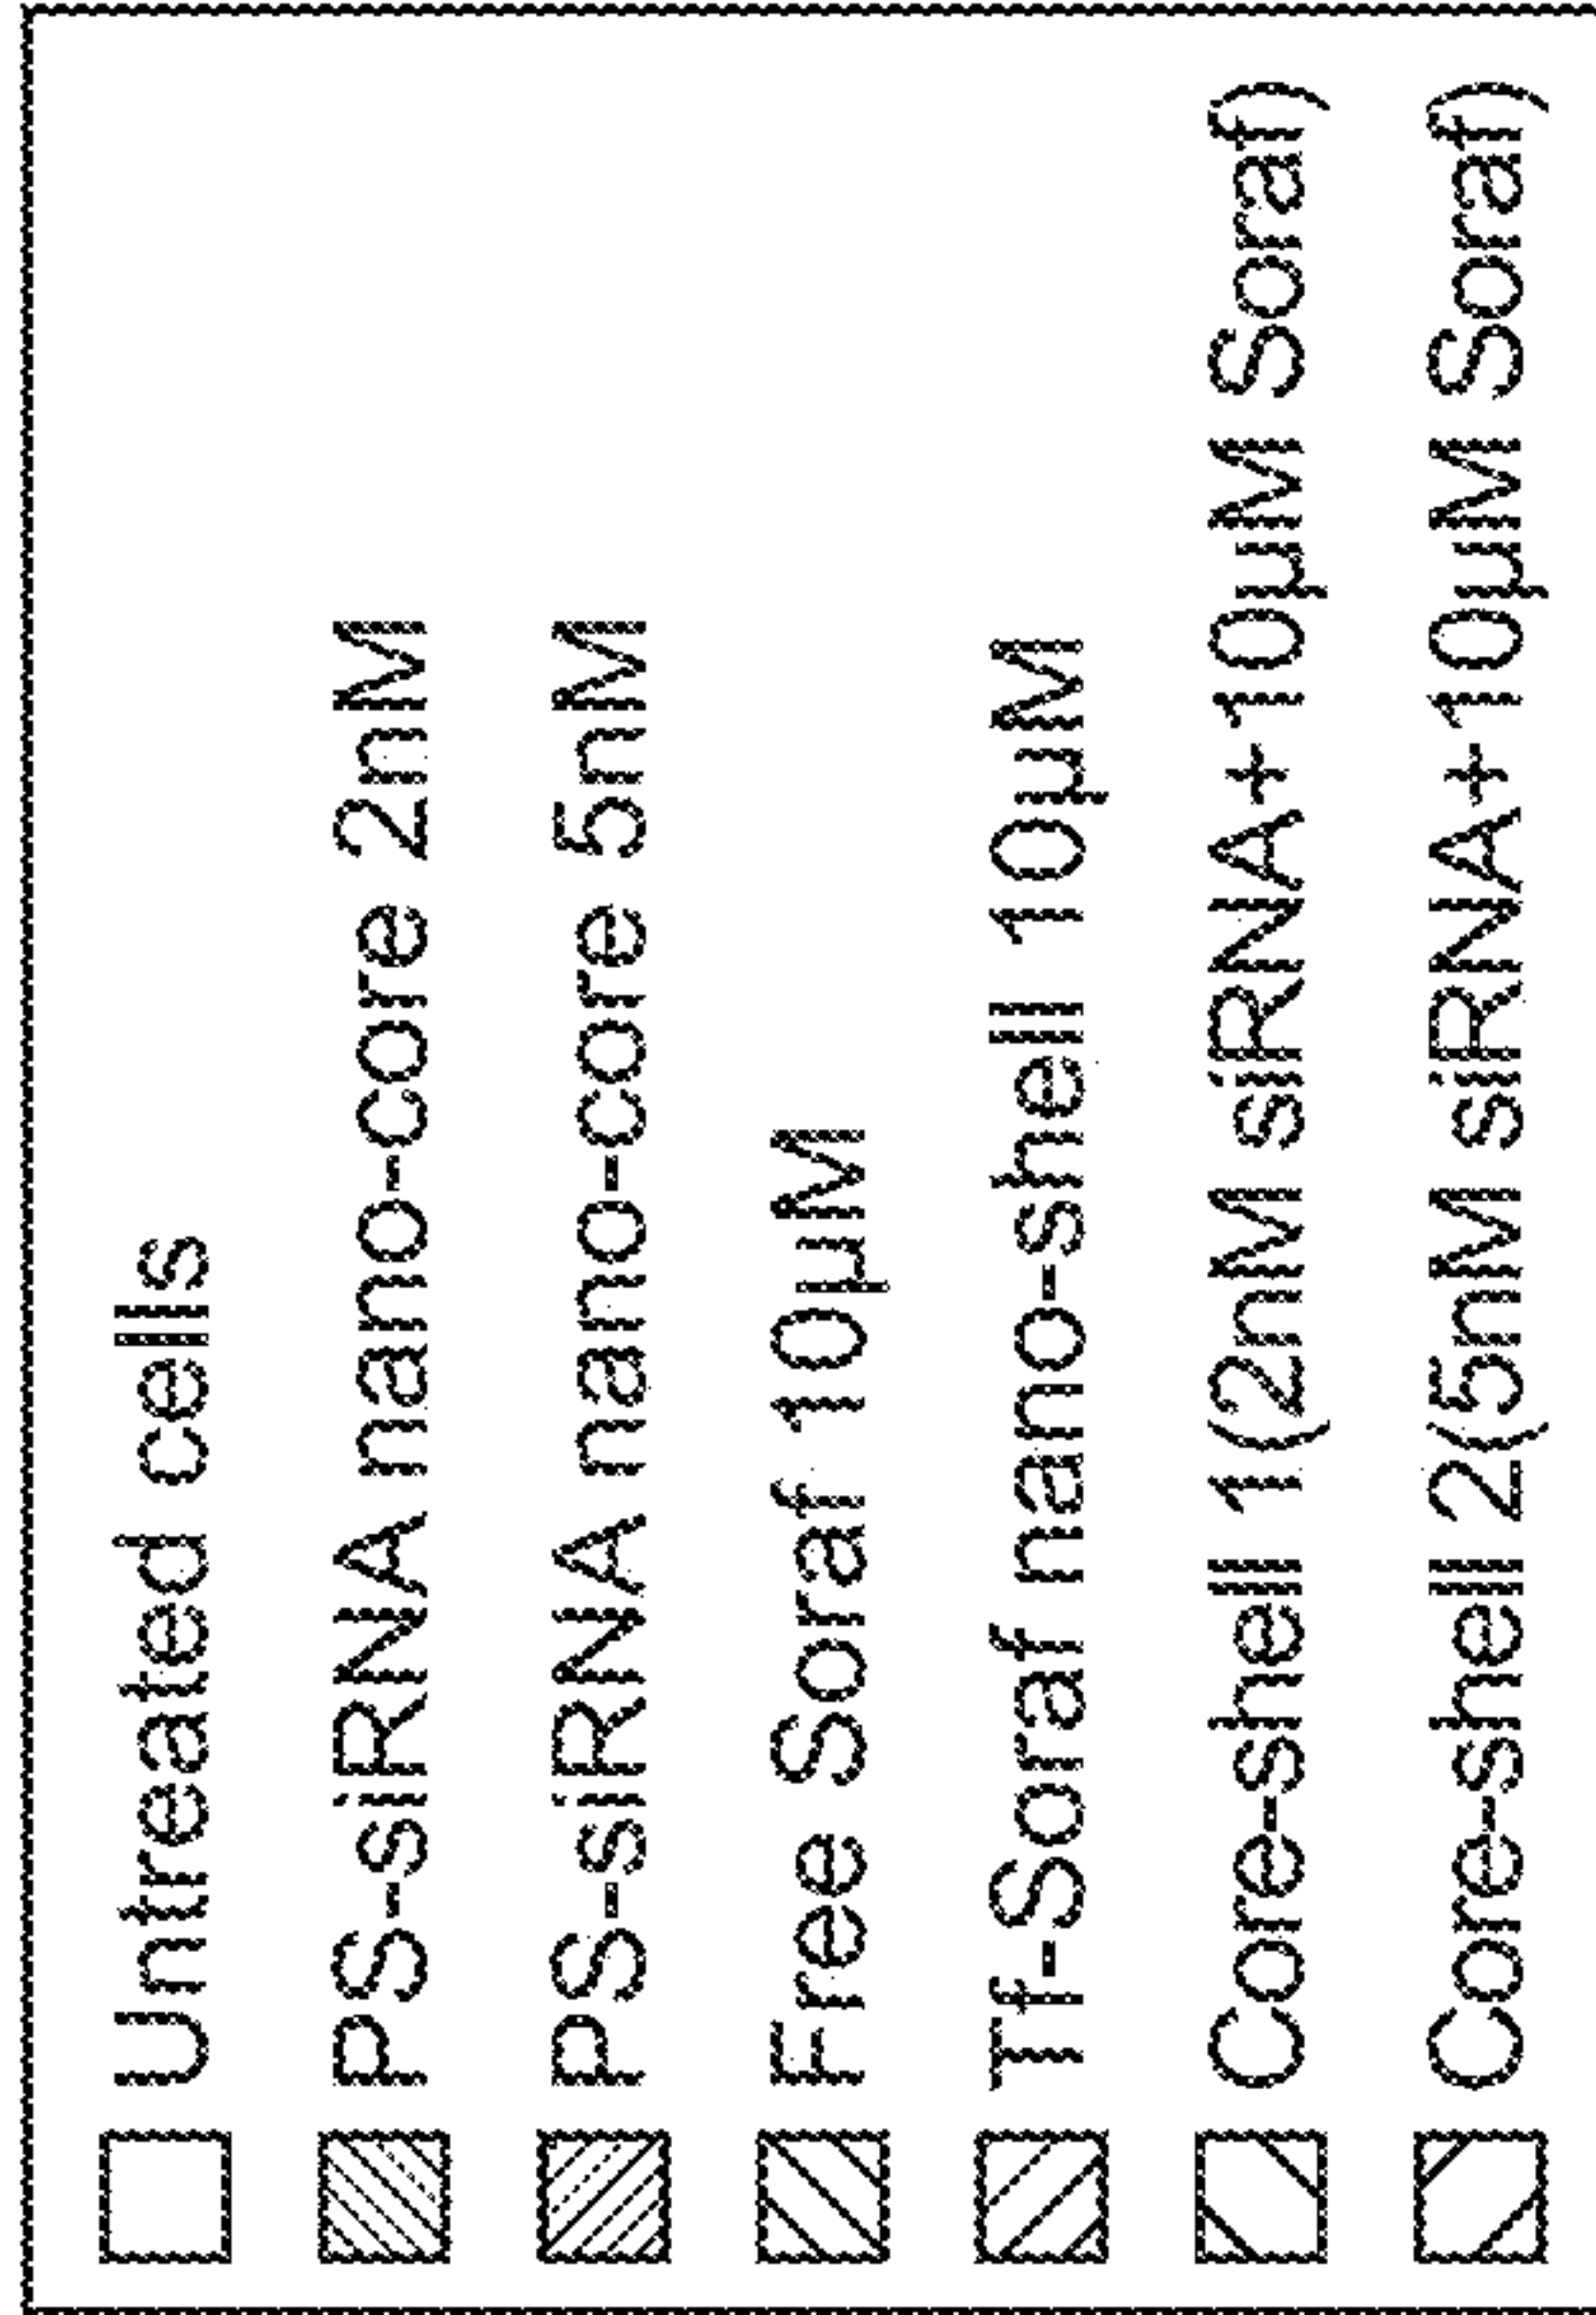 Untreated cells
PS-siRNA nano-core 2nM
PS-siRNA nano-core 5nM
Free Soraf 10µM
Tf-Soraf nano-shell 10µM
Core-shell 1(2nM siRNA+10µM Soraf)
Core-shell 2(5nM siRNA+10µM Soraf)